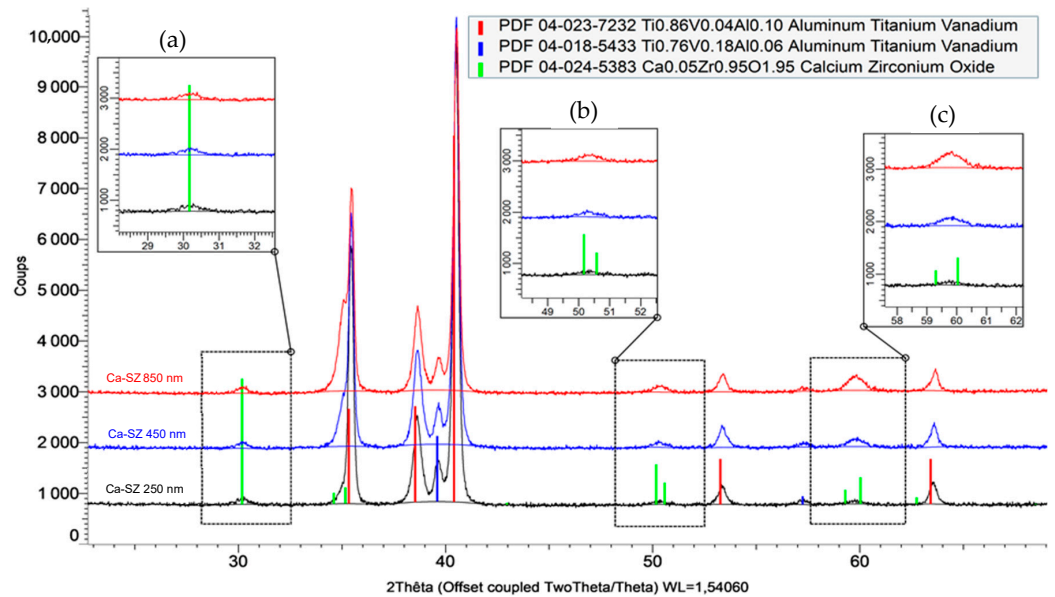 PDF 04-023-7232 Ti0.86V0.04Al0.10 Aluminum Titanium Vanadium
PDF 04-018-5433 Ti0.76V0.18Al0.06 Aluminum Titanium Vanadium
PDF 04-024-5383 Ca0.05Zr0.95O1.95 Calcium Zirconium Oxide
(a)
3 000
2 000
1 000
29 30 31 32
(b)
3 000
2 000
1 000
49 50 51 52
(c)
3 000
2 000
1 000
58 59 60 61 62
Coups
10,000
9 000
8 000
7 000
6 000
5 000
4 000
3 000
2 000
1 000
0
Ca-SZ 850 nm
Ca-SZ 450 nm
Ca-SZ 250 nm
30 40 50 60
2Thêta (Offset coupled TwoTheta/Theta) WL=1,54060